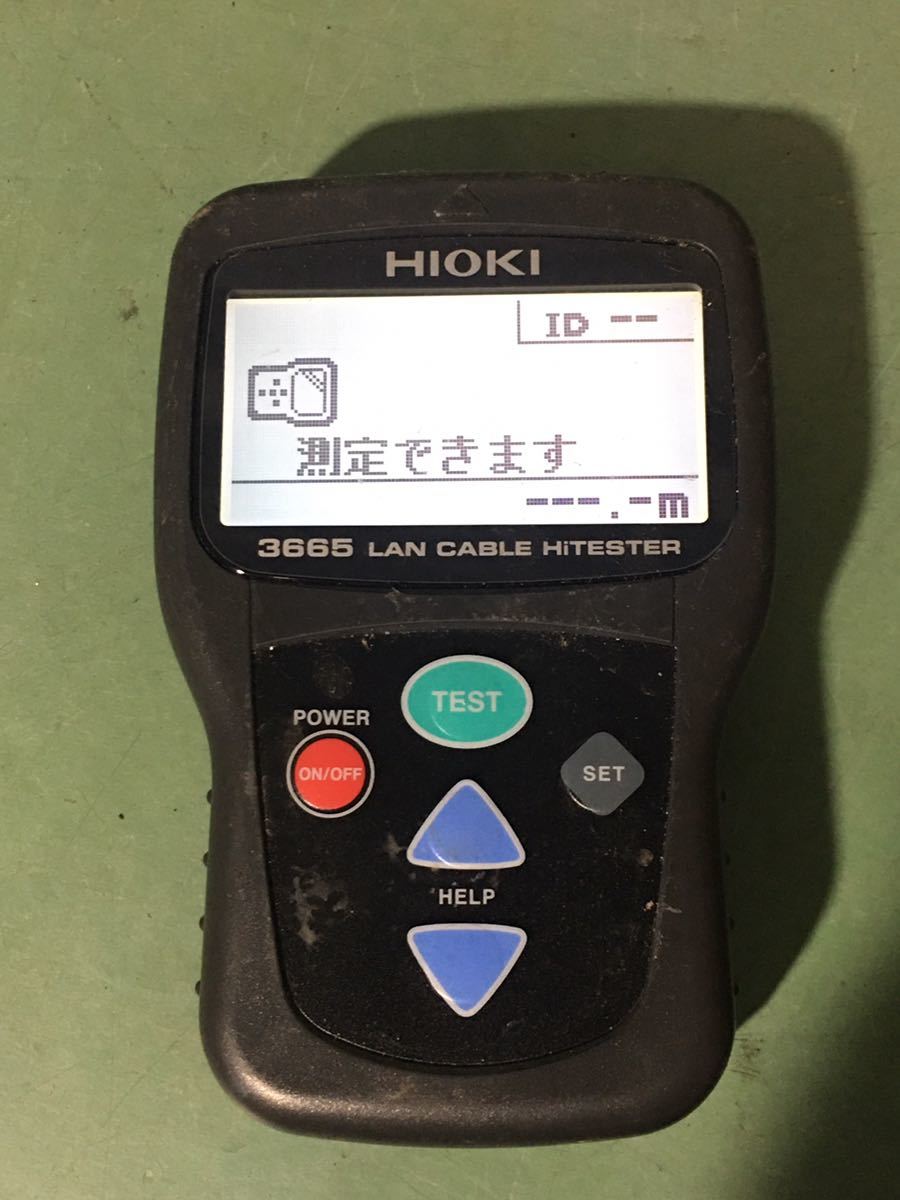 HIOKI
ID --
測定できます
---.-m
3665 LAN CABLE HiTESTER
TEST
POWER
ON/OFF
SET
HELP